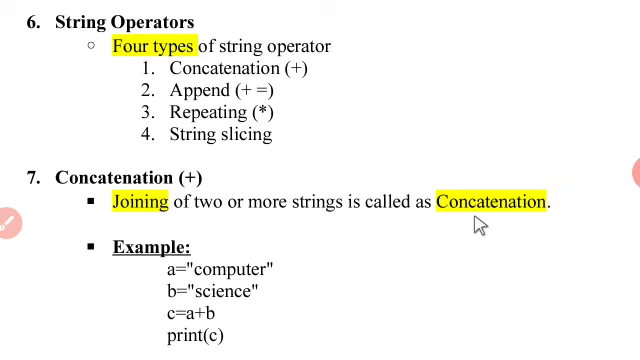 6. String Operators
○ Four types of string operator
1. Concatenation (+)
2. Append (+ =)
3. Repeating (*)
4. String slicing
7. Concatenation (+)
▪ Joining of two or more strings is called as Concatenation.
▪ Example:
a="computer"
b="science"
c=a+b
print(c)